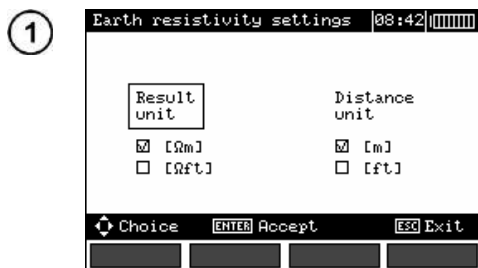 1
Earth resistivity settings 08:42
Result unit
Distance unit
☑ [Ωm]
☑ [m]
☐ [Ωft]
☐ [ft]
Choice ENTER Accept ESC Exit